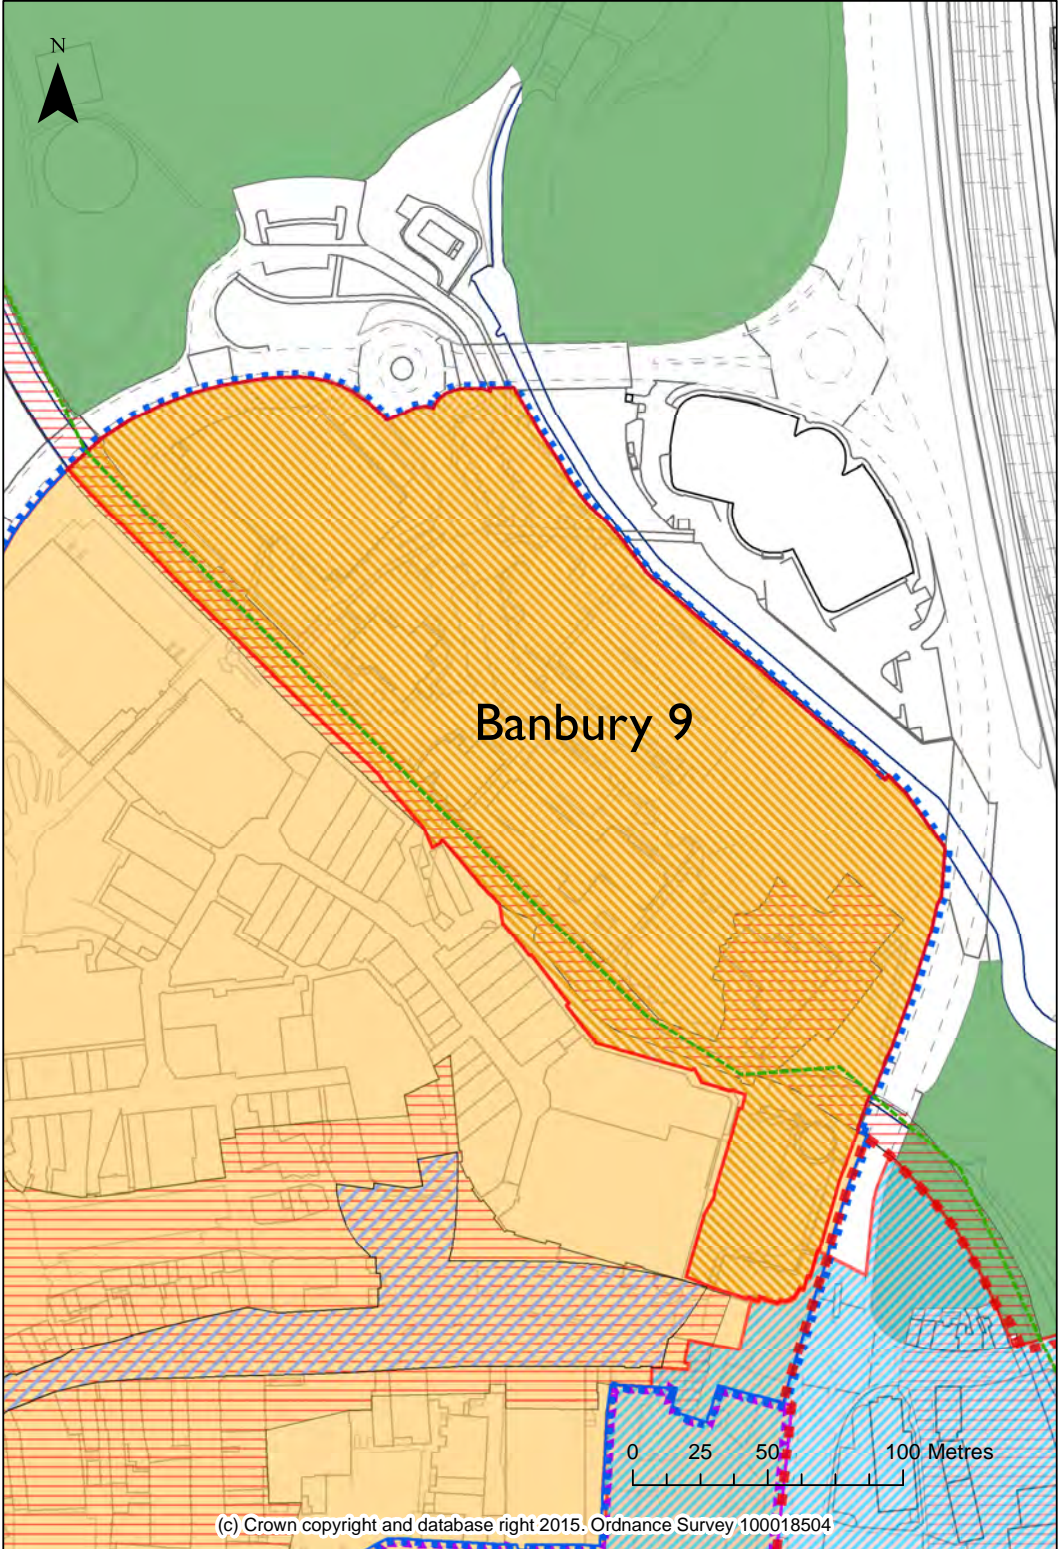 N
Banbury 9
0 25 50 100 Metres
(c) Crown copyright and database right 2015. Ordnance Survey 100018504